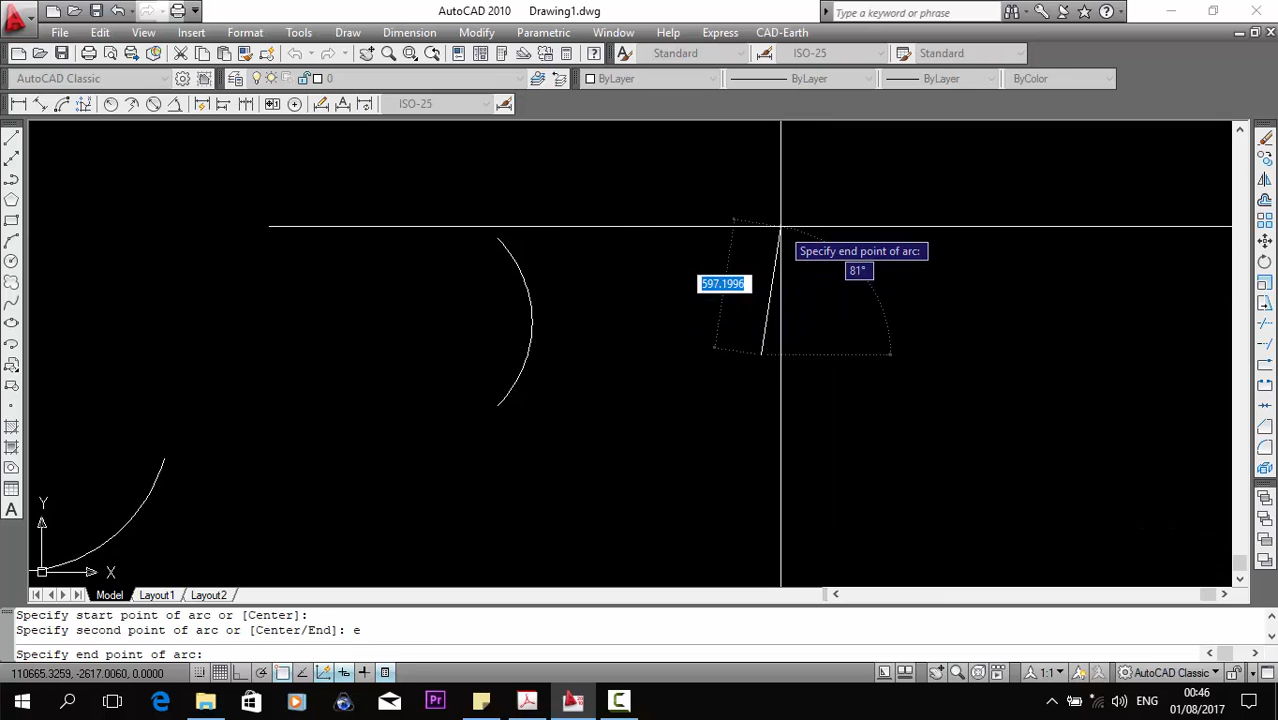 AutoCAD 2010    Drawing1.dwg
Type a keyword or phrase
File Edit View Insert Format Tools Draw Dimension Modify Parametric Window Help Express CAD-Earth
Standard ISO-25 Standard
AutoCAD Classic 0 ByLayer ByLayer ByLayer ByColor
ISO-25
Specify end point of arc:
81°
597.1996
A
Y
X
Model Layout1 Layout2
Specify start point of arc or [Center]:
Specify second point of arc or [Center/End]: e
Specify end point of arc:
110665.3259, -2617.0060, 0.0000 1:1 AutoCAD Classic
Pr ENG 00:46
01/08/2017